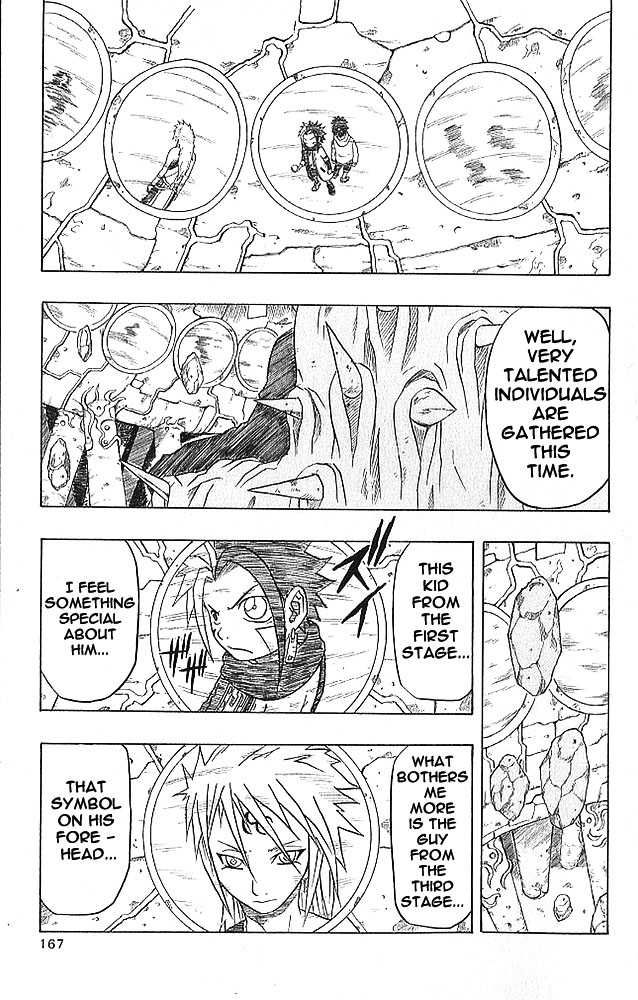 WELL,
VERY
TALENTED
INDIVIDUALS
ARE
GATHERED
THIS
TIME.
THIS
KID
FROM
THE
FIRST
STAGE...
I FEEL
SOMETHING
SPECIAL
ABOUT
HIM...
WHAT
BOTHERS
ME
MORE
IS THE
GUY
FROM
THE
THIRD
STAGE...
THAT
SYMBOL
ON HIS
FORE -
HEAD...
167